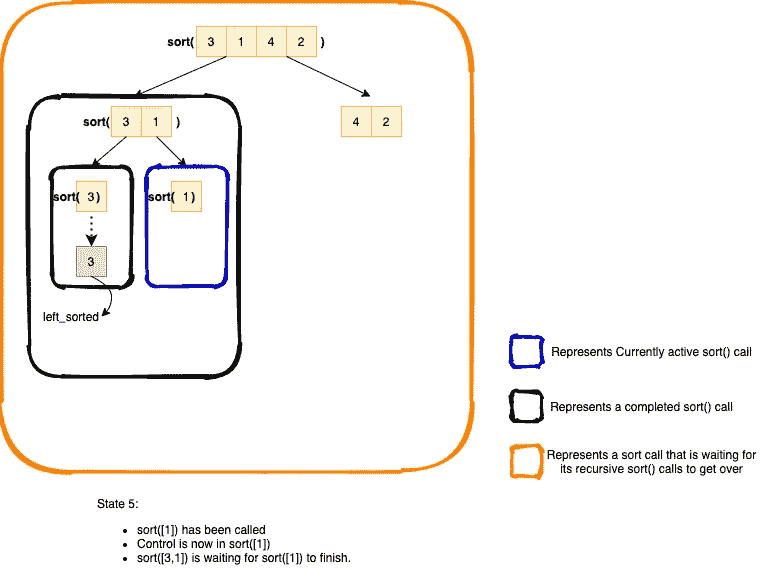 sort( 3 1 4 2 )
sort( 3 1 )
4 2
sort( 3 )
sort( 1 )
3
left_sorted
Represents Currently active sort() call
Represents a completed sort() call
Represents a sort call that is waiting for
its recursive sort() calls to get over
State 5:
• sort([1]) has been called
• Control is now in sort([1])
• sort([3,1]) is waiting for sort([1]) to finish.